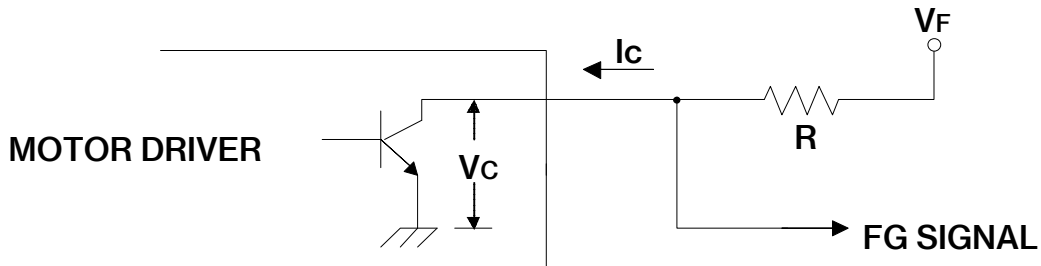 VF
IC
R
MOTOR DRIVER
VC
FG SIGNAL